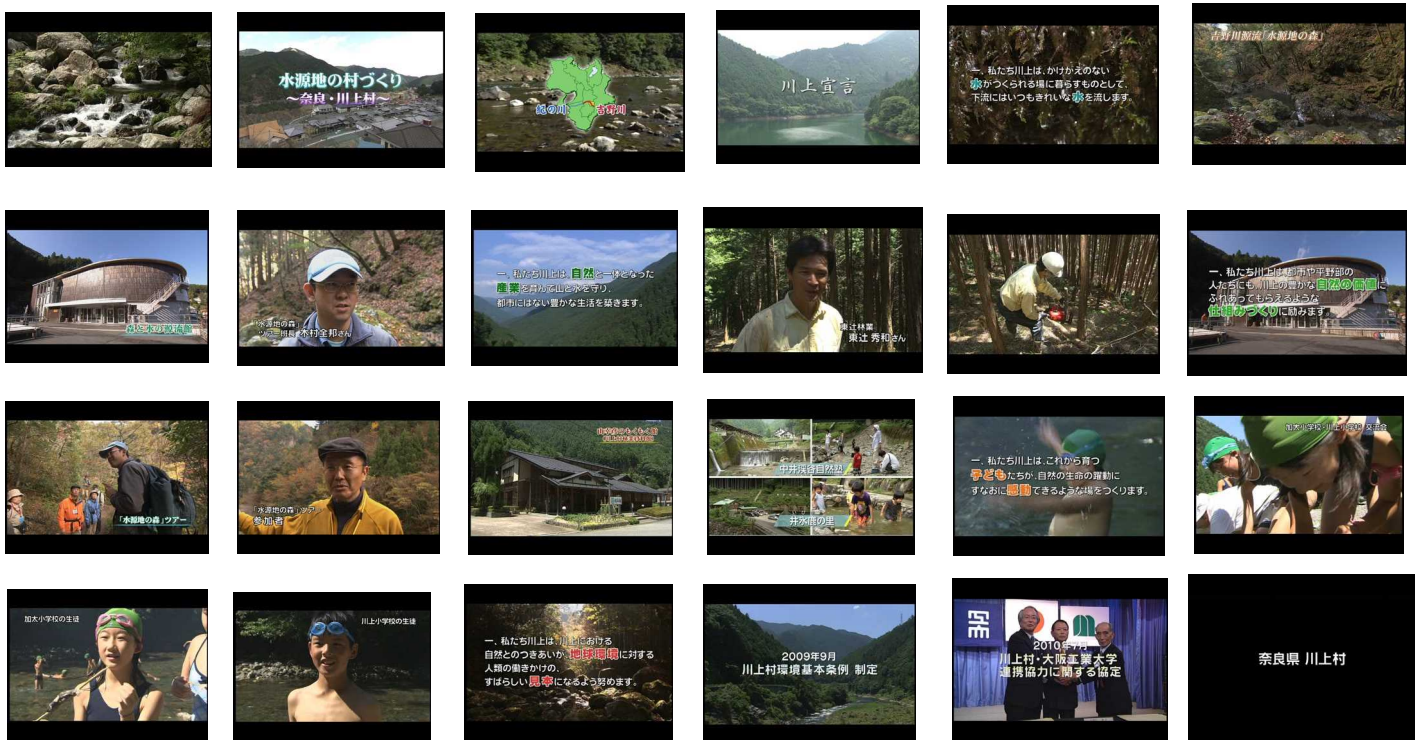 水源地の村づくり
～奈良・川上村～
紀の川
吉野川
川上宣言
一、私たち川上は、かけがえのない
水がつくられる場に暮らすものとして、
下流にはいつもきれいな水を流します。
吉野川源流「水源地の森」
森と水の源流館
「水源地の森」
ツアー班長 木村全邦さん
一、私たち川上は、自然と一体となった
産業を育んで山と水を守り、
都市にはない豊かな生活を築きます。
東辻林業
東辻 秀和さん
一、私たち川上は、都市や平野部の
人たちにも、川上の豊かな自然の価値に
ふれあってもらえるような
仕組みづくりに励みます。
「水源地の森」ツアー
「水源地の森」ツアー
参加者
中井渓谷自然塾
井氷鹿の里
一、私たち川上は、これから育つ
子どもたちが、自然の生命の躍動に
すなおに感動できるような場をつくります。
加太小学校・川上小学校 交流会
加太小学校の生徒
川上小学校の生徒
一、私たち川上は、川上における
自然とのつきあいが、地球環境に対する
人類の働きかけの、
すばらしい見本になるよう努めます。
2009年9月
川上村環境基本条例 制定
2010年7月
川上村・大阪工業大学
連携協力に関する協定
奈良県 川上村